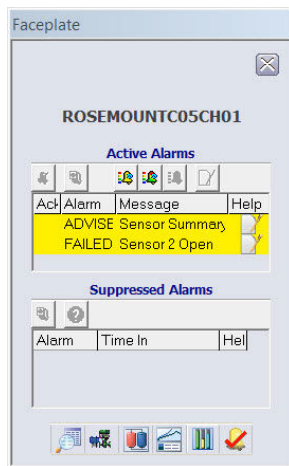 Faceplate
ROSEMOUNTC05CH01
Active Alarms
Ack Alarm Message Help
ADVISE Sensor Summary
FAILED Sensor 2 Open
Suppressed Alarms
Alarm Time In Hel